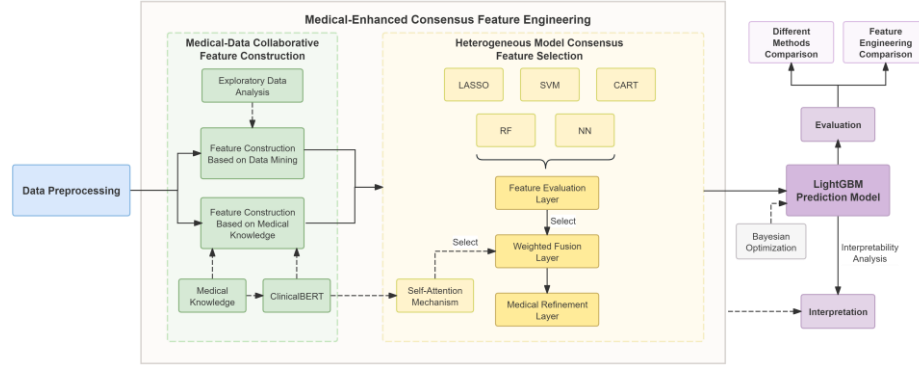 Medical-Enhanced Consensus Feature Engineering
Medical-Data Collaborative
Feature Construction
Heterogeneous Model Consensus
Feature Selection
Different
Methods
Comparison
Feature
Engineering
Comparison
Exploratory Data
Analysis
LASSO
SVM
CART
RF
NN
Evaluation
Feature Construction
Based on Data Mining
Data Preprocessing
Feature Evaluation
Layer
LightGBM
Prediction Model
Feature Construction
Based on Medical
Knowledge
Select
Select
Weighted Fusion
Layer
Bayesian
Optimization
Interpretability
Analysis
Medical
Knowledge
ClinicalBERT
Self-Attention
Mechanism
Medical Refinement
Layer
Interpretation